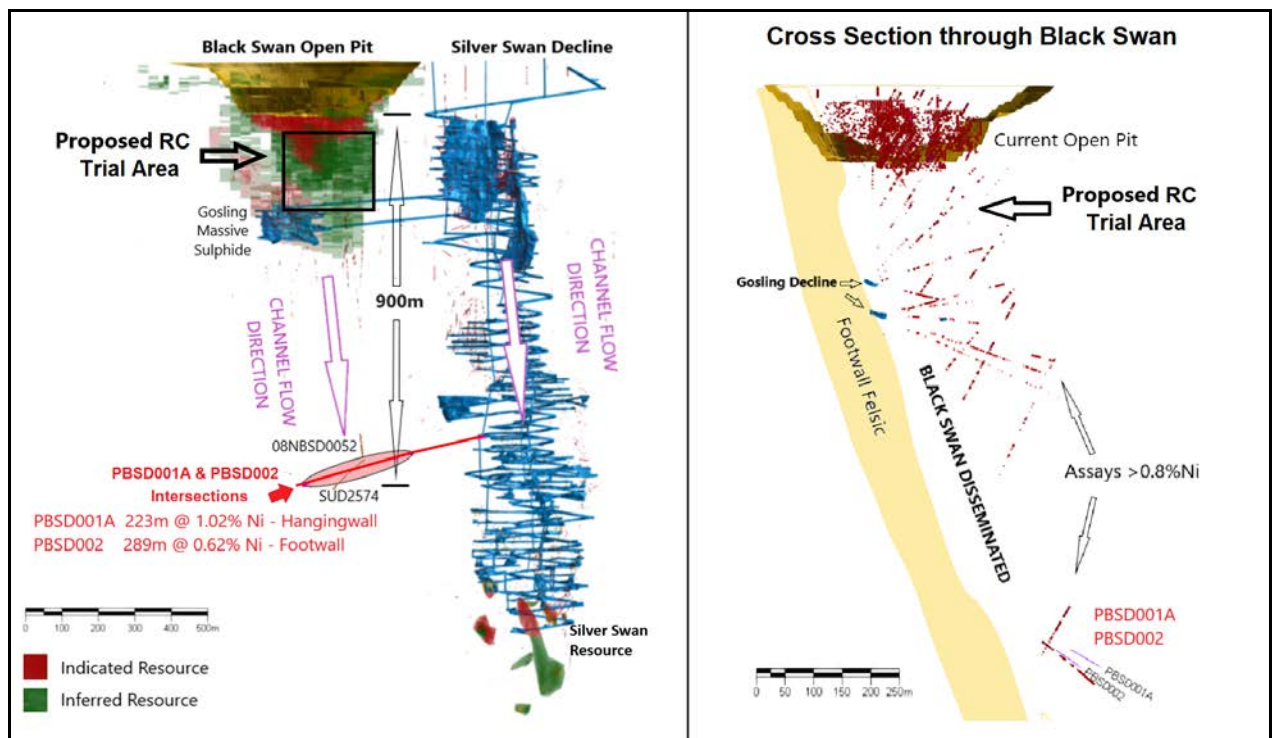 Black Swan Open Pit
Silver Swan Decline
Proposed RC
Trial Area
Gosling
Massive
Sulphide
CHANNEL FLOW
DIRECTION
900m
CHANNEL FLOW
DIRECTION
08NBSD0052
PBSD001A & PBSD002
Intersections
SUD2574
PBSD001A 223m @ 1.02% Ni - Hangingwall
PBSD002 289m @ 0.62% Ni - Footwall
0 100 200 300 400 500m
Indicated Resource
Inferred Resource
Silver Swan
Resource
Cross Section through Black Swan
Current Open Pit
Proposed RC
Trial Area
Gosling Decline
Footwall Felsic
BLACK SWAN DISSEMINATED
Assays >0.8%Ni
PBSD001A
PBSD002
PBSD001A
PBSD002
0 50 100 150 200 250m